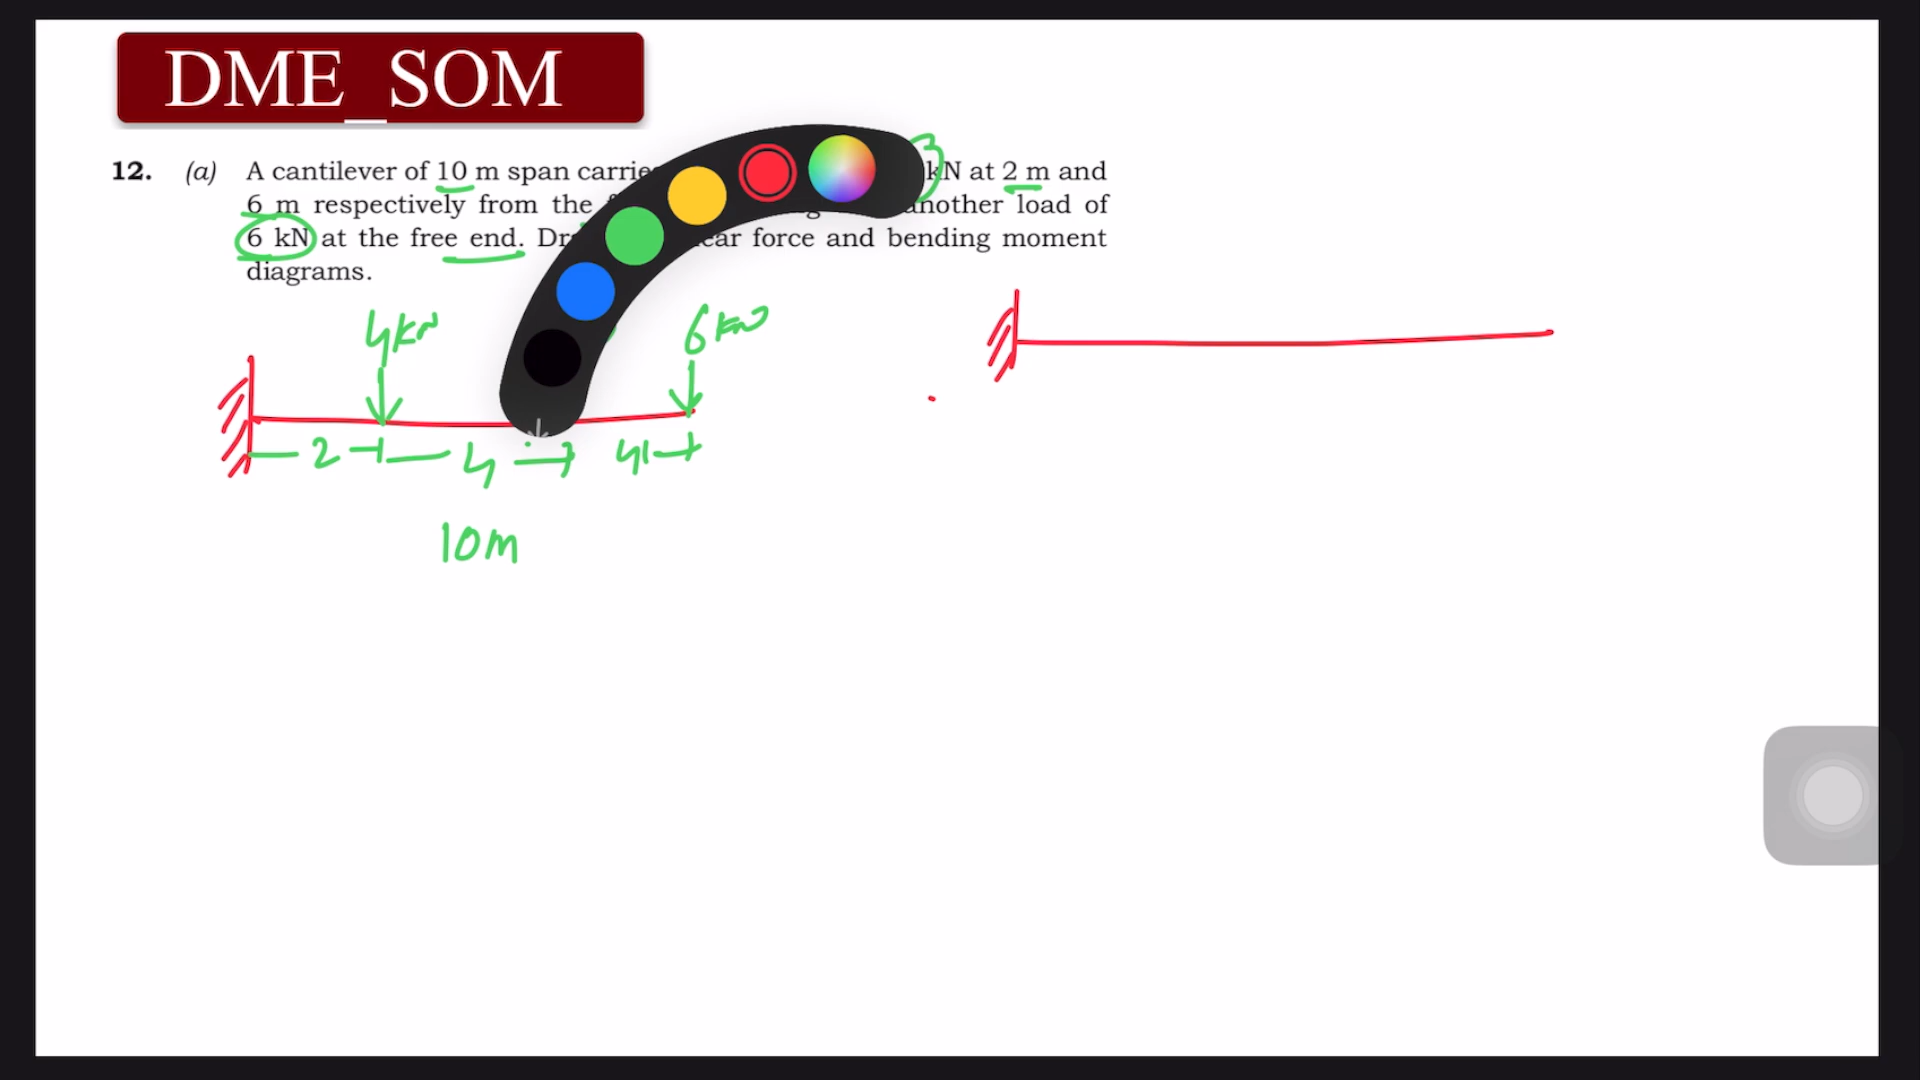 DME_SOM
12. (a) A cantilever of 10 m span carrie kN at 2 m and
6 m respectively from the another load of
6 kN at the free end. Dr ear force and bending moment
diagrams.
4kN 6kN
2 4 4
10m